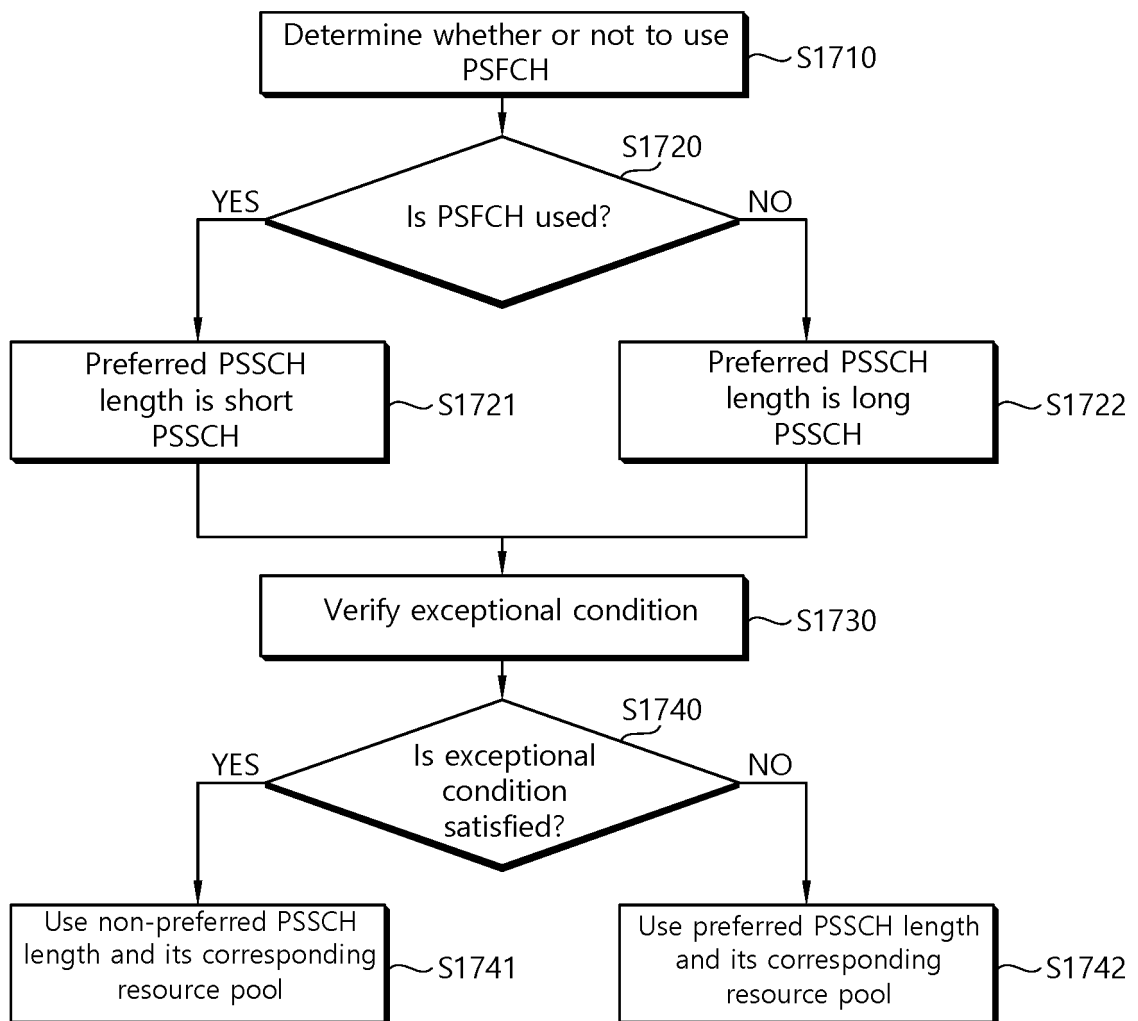 Determine whether or not to use
PSFCH
S1710
S1720
YES
NO
Is PSFCH used?
Preferred PSSCH
length is short
PSSCH
S1721
Preferred PSSCH
length is long
PSSCH
S1722
Verify exceptional condition
S1730
S1740
YES
NO
Is exceptional
condition
satisfied?
Use non-preferred PSSCH
length and its corresponding
resource pool
S1741
Use preferred PSSCH length
and its corresponding
resource pool
S1742